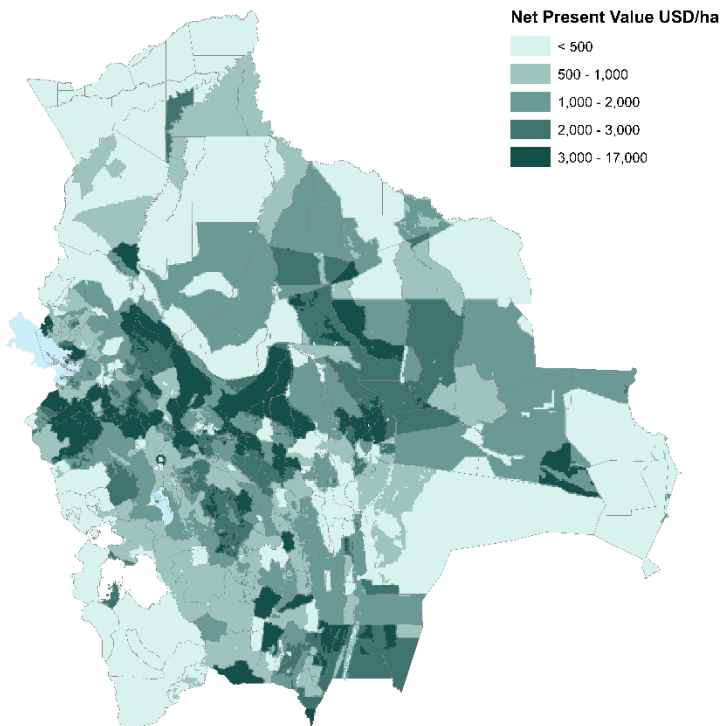 Net Present Value USD/ha
< 500
500 - 1,000
1,000 - 2,000
2,000 - 3,000
3,000 - 17,000